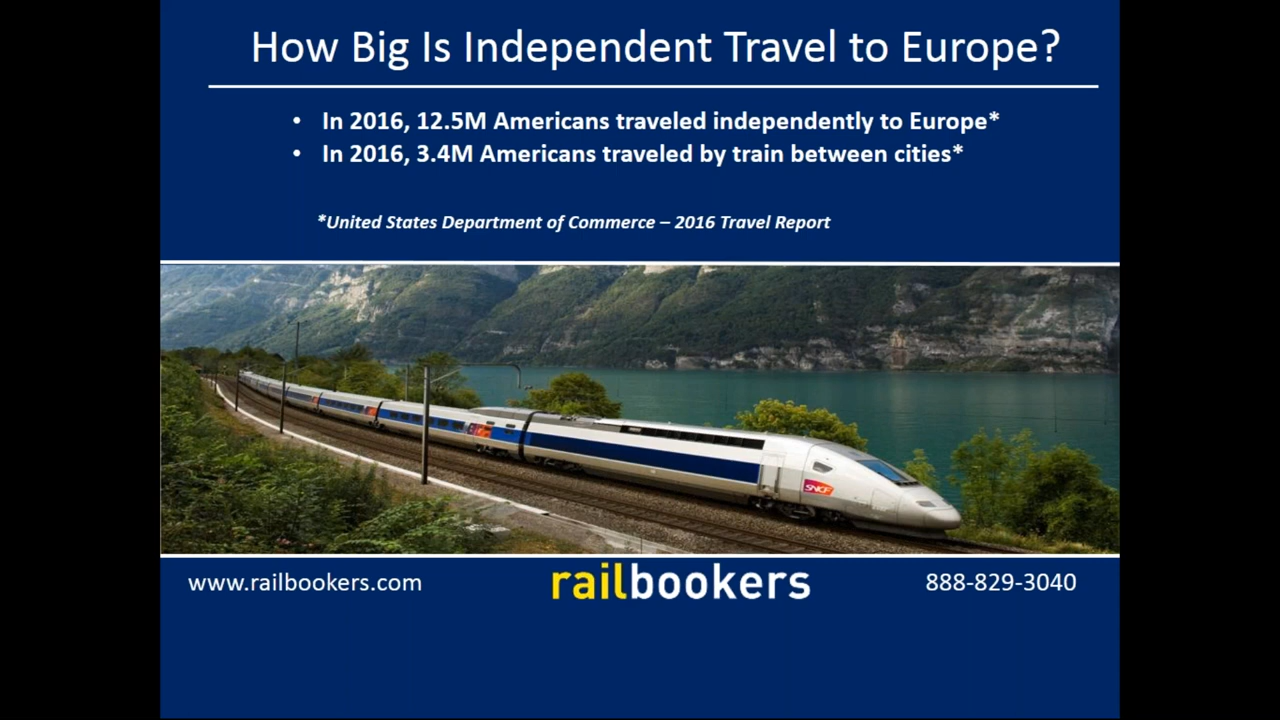 How Big Is Independent Travel to Europe?
• In 2016, 12.5M Americans traveled independently to Europe*
• In 2016, 3.4M Americans traveled by train between cities*
*United States Department of Commerce – 2016 Travel Report
SNCF
www.railbookers.com
railbookers
888-829-3040